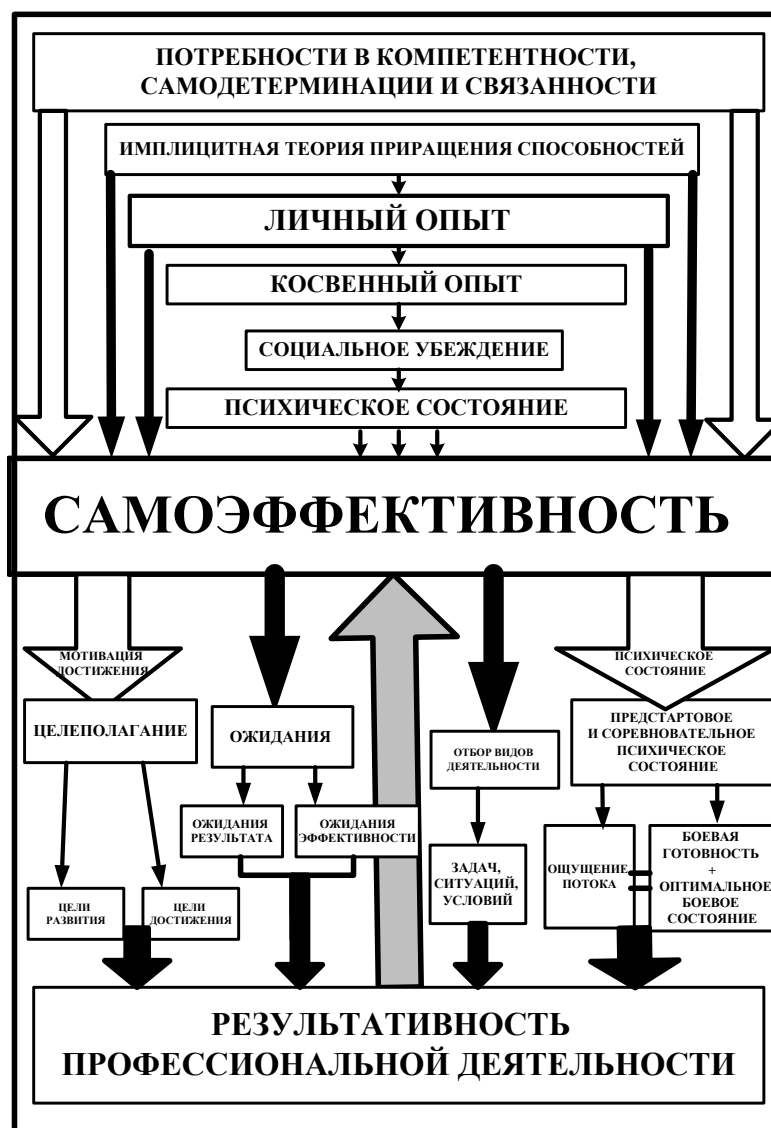 ПОТРЕБНОСТИ В КОМПЕТЕНТНОСТИ,
САМОДЕТЕРМИНАЦИИ И СВЯЗАННОСТИ
ИМПЛИЦИТНАЯ ТЕОРИЯ ПРИРАЩЕНИЯ СПОСОБНОСТЕЙ
ЛИЧНЫЙ ОПЫТ
КОСВЕННЫЙ ОПЫТ
СОЦИАЛЬНОЕ УБЕЖДЕНИЕ
ПСИХИЧЕСКОЕ СОСТОЯНИЕ
САМОЭФФЕКТИВНОСТЬ
МОТИВАЦИЯ
ДОСТИЖЕНИЯ
ПСИХИЧЕСКОЕ
СОСТОЯНИЕ
ЦЕЛЕПОЛАГАНИЕ
ОЖИДАНИЯ
ОТБОР ВИДОВ
ДЕЯТЕЛЬНОСТИ
ПРЕДСТАРТОВОЕ
И СОРЕВНОВАТЕЛЬНОЕ
ПСИХИЧЕСКОЕ
СОСТОЯНИЕ
ОЖИДАНИЯ
РЕЗУЛЬТАТА
ОЖИДАНИЯ
ЭФФЕКТИВНОСТИ
ЦЕЛИ
РАЗВИТИЯ
ЦЕЛИ
ДОСТИЖЕНИЯ
ЗАДАЧ,
СИТУАЦИЙ,
УСЛОВИЙ
ОЩУЩЕНИЕ
ПОТОКА
БОЕВАЯ
ГОТОВНОСТЬ
+
ОПТИМАЛЬНОЕ
БОЕВОЕ
СОСТОЯНИЕ
РЕЗУЛЬТАТИВНОСТЬ
ПРОФЕССИОНАЛЬНОЙ ДЕЯТЕЛЬНОСТИ